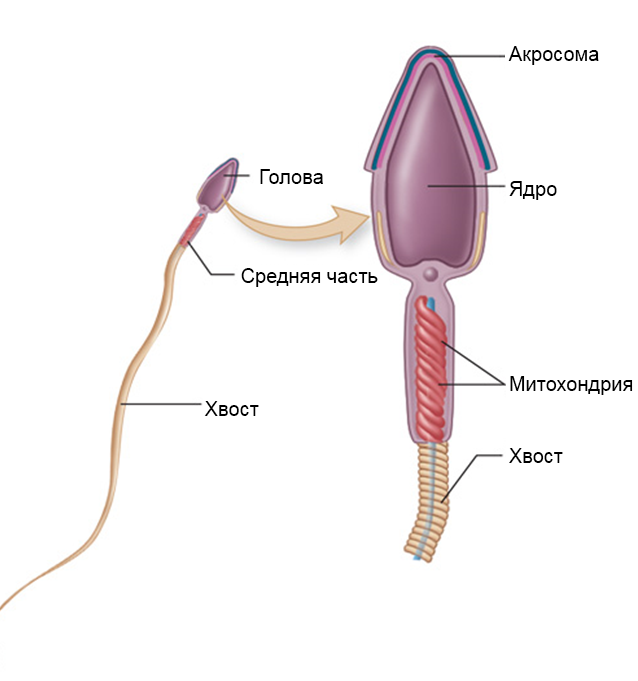 Акросома
Голова
Ядро
Средняя часть
Митохондрия
Хвост
Хвост